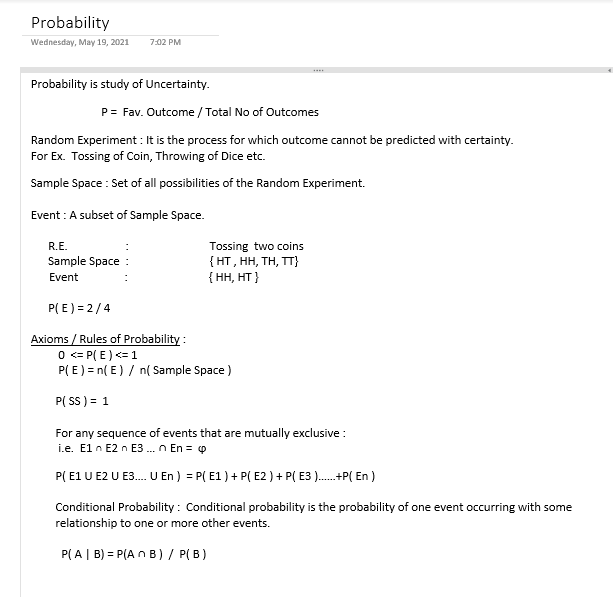 Probability
Wednesday, May 19, 2021 7:02 PM
Probability is study of Uncertainty.
P = Fav. Outcome / Total No of Outcomes
Random Experiment : It is the process for which outcome cannot be predicted with certainty.
For Ex. Tossing of Coin, Throwing of Dice etc.
Sample Space : Set of all possibilities of the Random Experiment.
Event : A subset of Sample Space.
R.E. : Tossing two coins
Sample Space : { HT , HH, TH, TT}
Event : { HH, HT }
P( E ) = 2 / 4
Axioms / Rules of Probability :
0 <= P( E ) <= 1
P( E ) = n( E ) / n( Sample Space )
P( SS ) = 1
For any sequence of events that are mutually exclusive :
i.e. E1 ∩ E2 ∩ E3 ... ∩ En = φ
P( E1 U E2 U E3.... U En ) = P( E1 ) + P( E2 ) + P( E3 )......+P( En )
Conditional Probability : Conditional probability is the probability of one event occurring with some
relationship to one or more other events.
P( A | B) = P(A ∩ B ) / P( B )